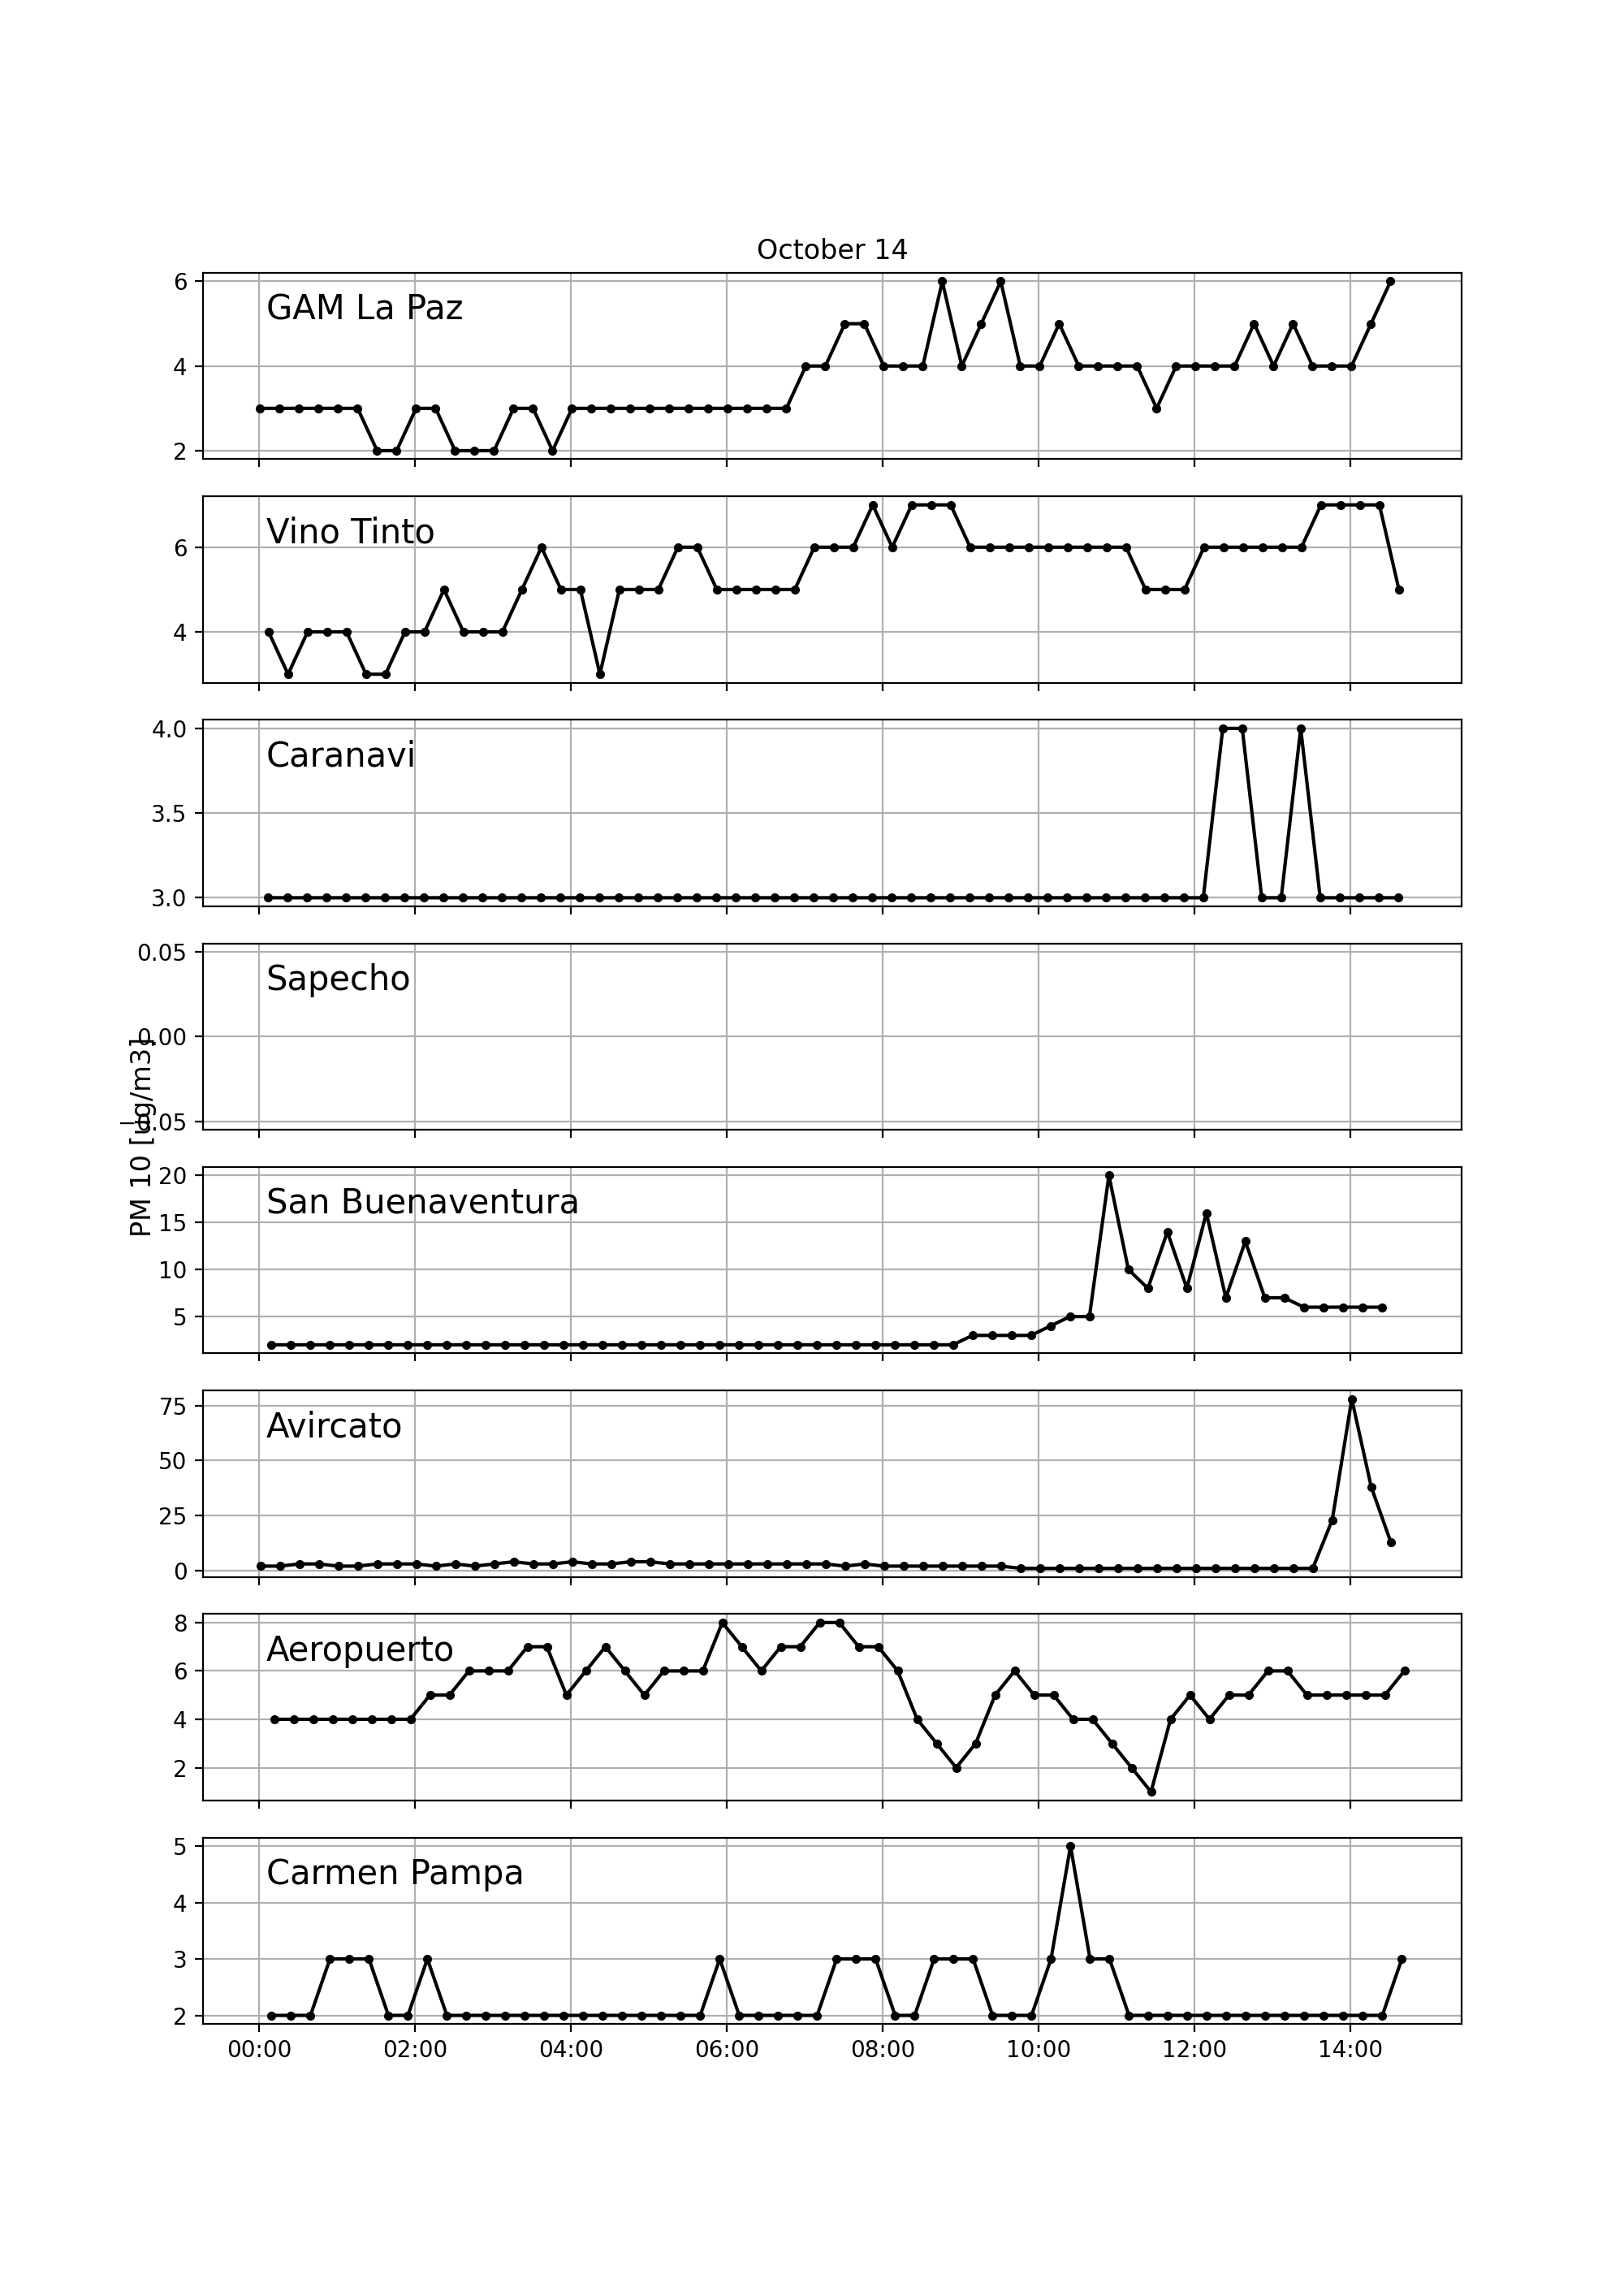 October 14
6
GAM La Paz
4
2
Vino Tinto
6
4
4.0
Caranavi
3.5
3.0
0.05
Sapecho
0.00
0.05
PM 10 [ug/m3]
20
San Buenaventura
15
10
5
75
Avircato
50
25
0
8
Aeropuerto
6
4
2
5
Carmen Pampa
4
3
2
00:00 02:00 04:00 06:00 08:00 10:00 12:00 14:00